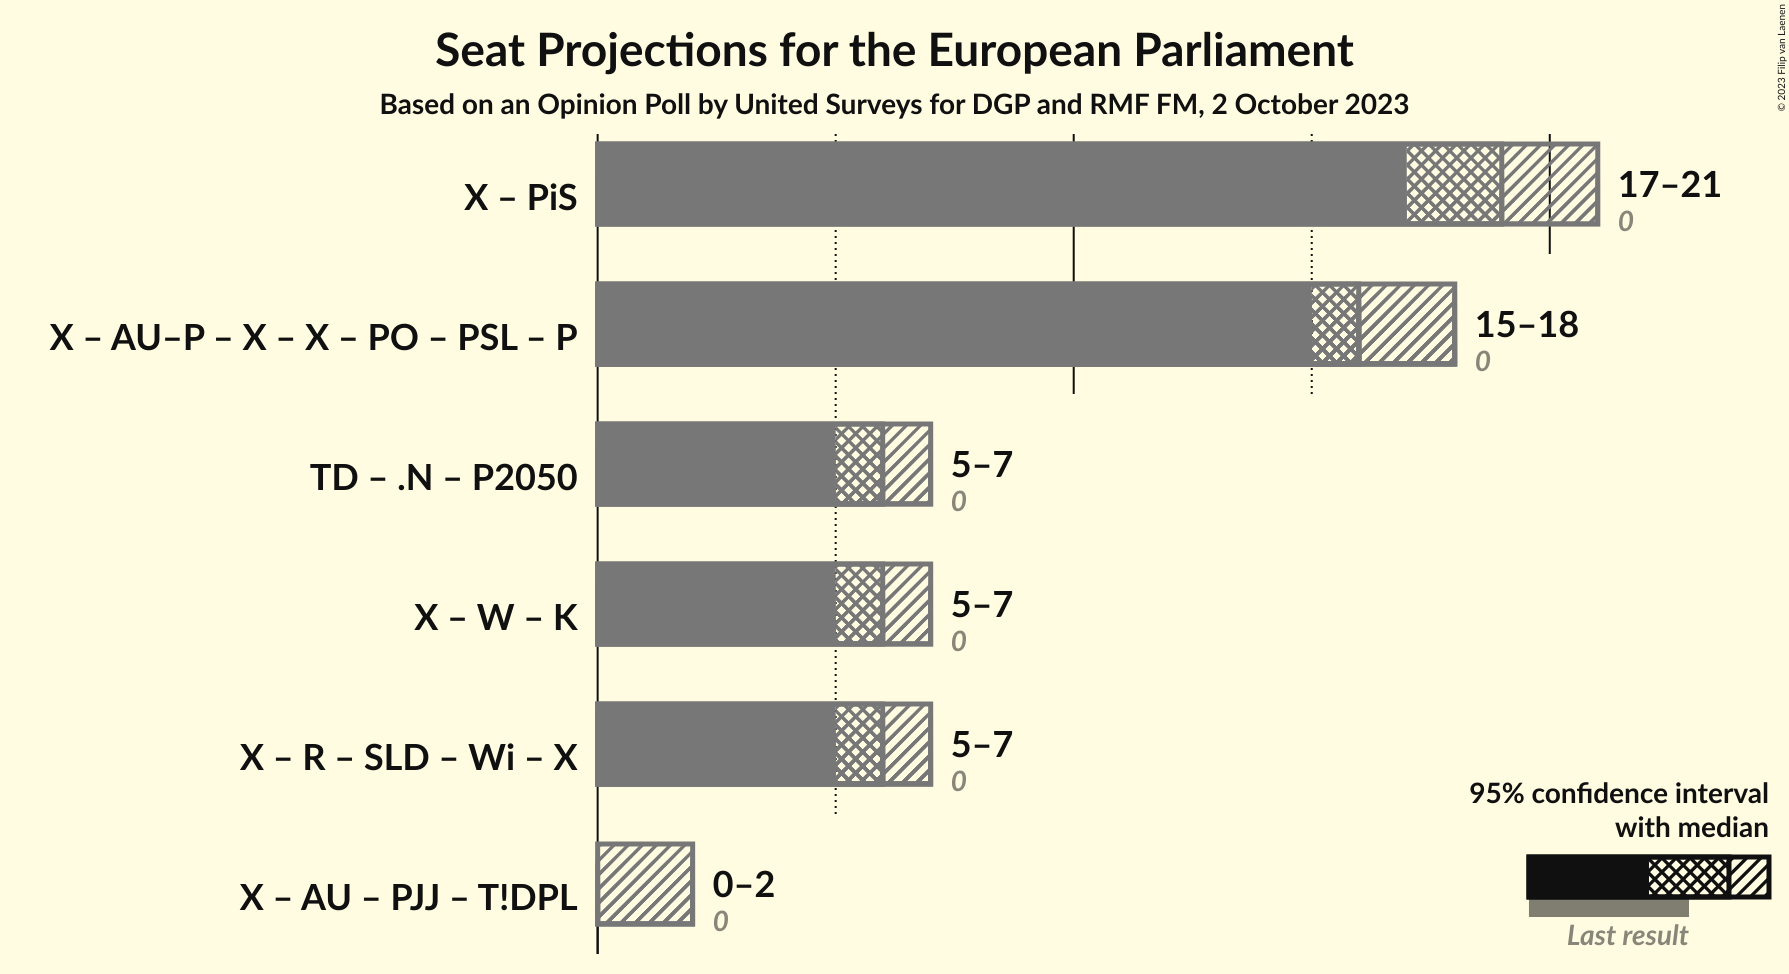 Seat Projections for the European Parliament
Based on an Opinion Poll by United Surveys for DGP and RMF FM, 2 October 2023
© 2023 Filip van Laenen
X – PiS
17–21
0
X – AU–P – X – X – PO – PSL – P
15–18
0
TD – .N – P2050
5–7
0
X – W – K
5–7
0
X – R – SLD – Wi – X
5–7
0
X – AU – PJJ – T!DPL
0–2
0
95% confidence interval
with median
Last result